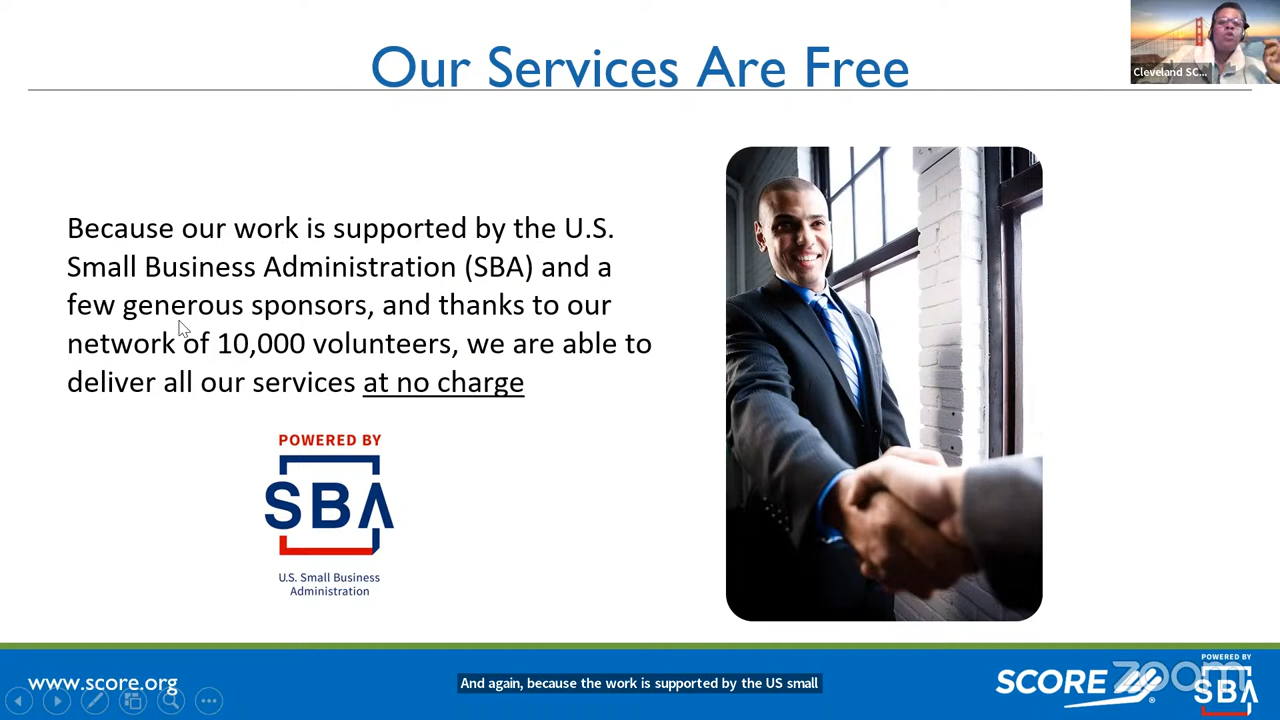 Our Services Are Free
Cleveland SC...
Because our work is supported by the U.S.
Small Business Administration (SBA) and a
few generous sponsors, and thanks to our
network of 10,000 volunteers, we are able to
deliver all our services at no charge
POWERED BY
SBA
U.S. Small Business
Administration
www.score.org
And again, because the work is supported by the US small
SCORE
zoom
POWERED BY
SBA